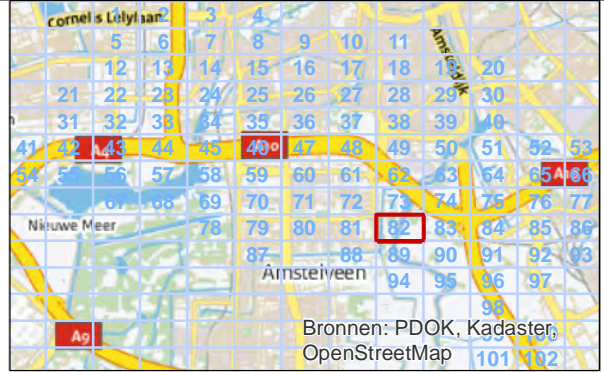 Cornelis Lelylaan 1 2 3 4
5 6 7 8 9 10 11
Amsteldijk
12 13 14 15 16 17 18 19 20
21 22 23 24 25 26 27 28 29 30
31 32 33 34 35 36 37 38 39 40
41 42 A4 43 44 45 46 47 48 49 50 51 52 53
54 55 56 57 58 59 60 61 62 63 64 65 66
67 68 69 70 71 72 73 74 75 76 77
Nieuwe Meer 78 79 80 81 82 83 84 85 86
87 88 89 90 91 92 93
Amstelveen 94 95 96 97
98
A9
Bronnen: PDOK, Kadaster,
OpenStreetMap
101 102